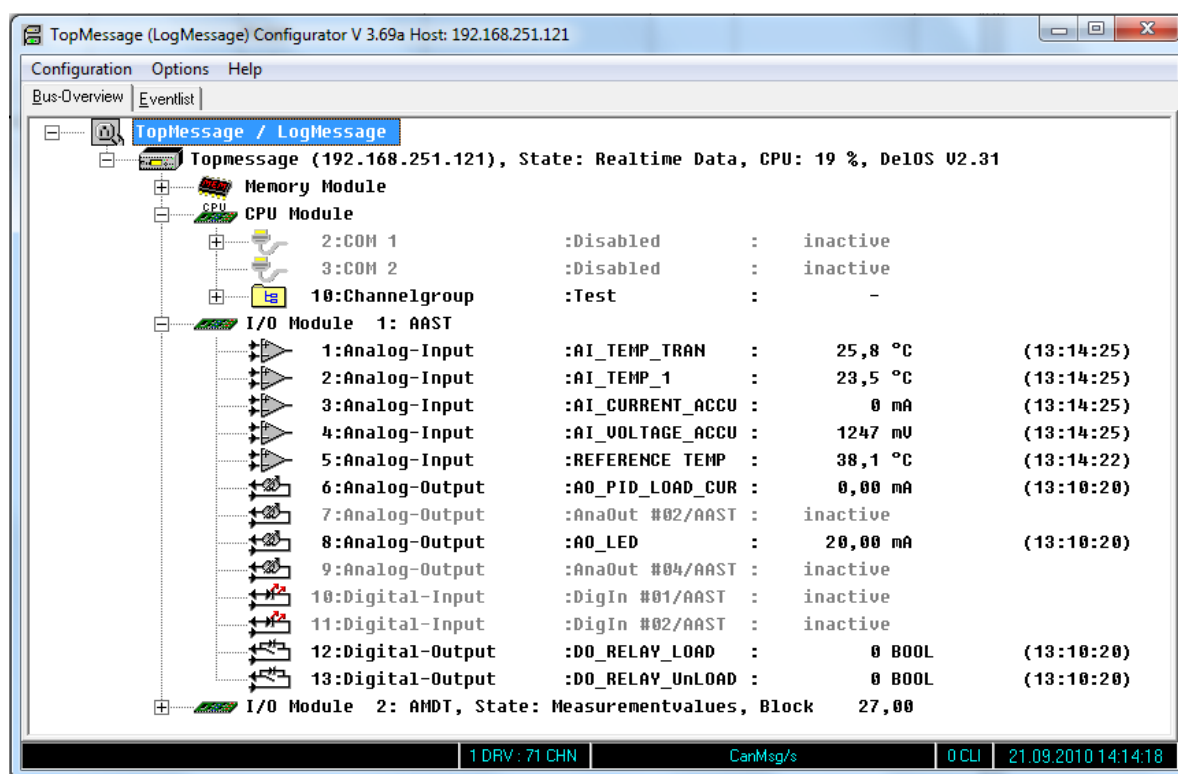 TopMessage (LogMessage) Configurator V 3.69a Host: 192.168.251.121
Configuration Options Help
Bus-Overview Eventlist
TopMessage / LogMessage
Topmessage (192.168.251.121), State: Realtime Data, CPU: 19 %, DelOS V2.31
MEM Memory Module
CPU CPU Module
2:COM 1 :Disabled : inactive
3:COM 2 :Disabled : inactive
10:Channelgroup :Test : -
I/O Module 1: AAST
1:Analog-Input :AI_TEMP_TRAN : 25,8 °C (13:14:25)
2:Analog-Input :AI_TEMP_1 : 23,5 °C (13:14:25)
3:Analog-Input :AI_CURRENT_ACCU : 0 mA (13:14:25)
4:Analog-Input :AI_VOLTAGE_ACCU : 1247 mV (13:14:25)
5:Analog-Input :REFERENCE TEMP : 38,1 °C (13:14:22)
6:Analog-Output :AO_PID_LOAD_CUR : 0,00 mA (13:10:20)
7:Analog-Output :AnaOut #02/AAST : inactive
8:Analog-Output :AO_LED : 20,00 mA (13:10:20)
9:Analog-Output :AnaOut #04/AAST : inactive
10:Digital-Input :DigIn #01/AAST : inactive
11:Digital-Input :DigIn #02/AAST : inactive
12:Digital-Output :DO_RELAY_LOAD : 0 BOOL (13:10:20)
13:Digital-Output :DO_RELAY_UnLOAD : 0 BOOL (13:10:20)
I/O Module 2: AMDT, State: Measurementvalues, Block 27,00
1 DRV : 71 CHN CanMsg/s 0 CLI 21.09.2010 14:14:18